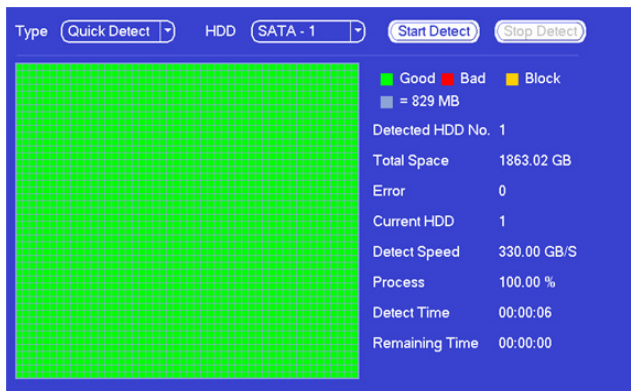 Type Quick Detect HDD SATA - 1 Start Detect Stop Detect
Good Bad Block
= 829 MB
Detected HDD No. 1
Total Space 1863.02 GB
Error 0
Current HDD 1
Detect Speed 330.00 GB/S
Process 100.00 %
Detect Time 00:00:06
Remaining Time 00:00:00